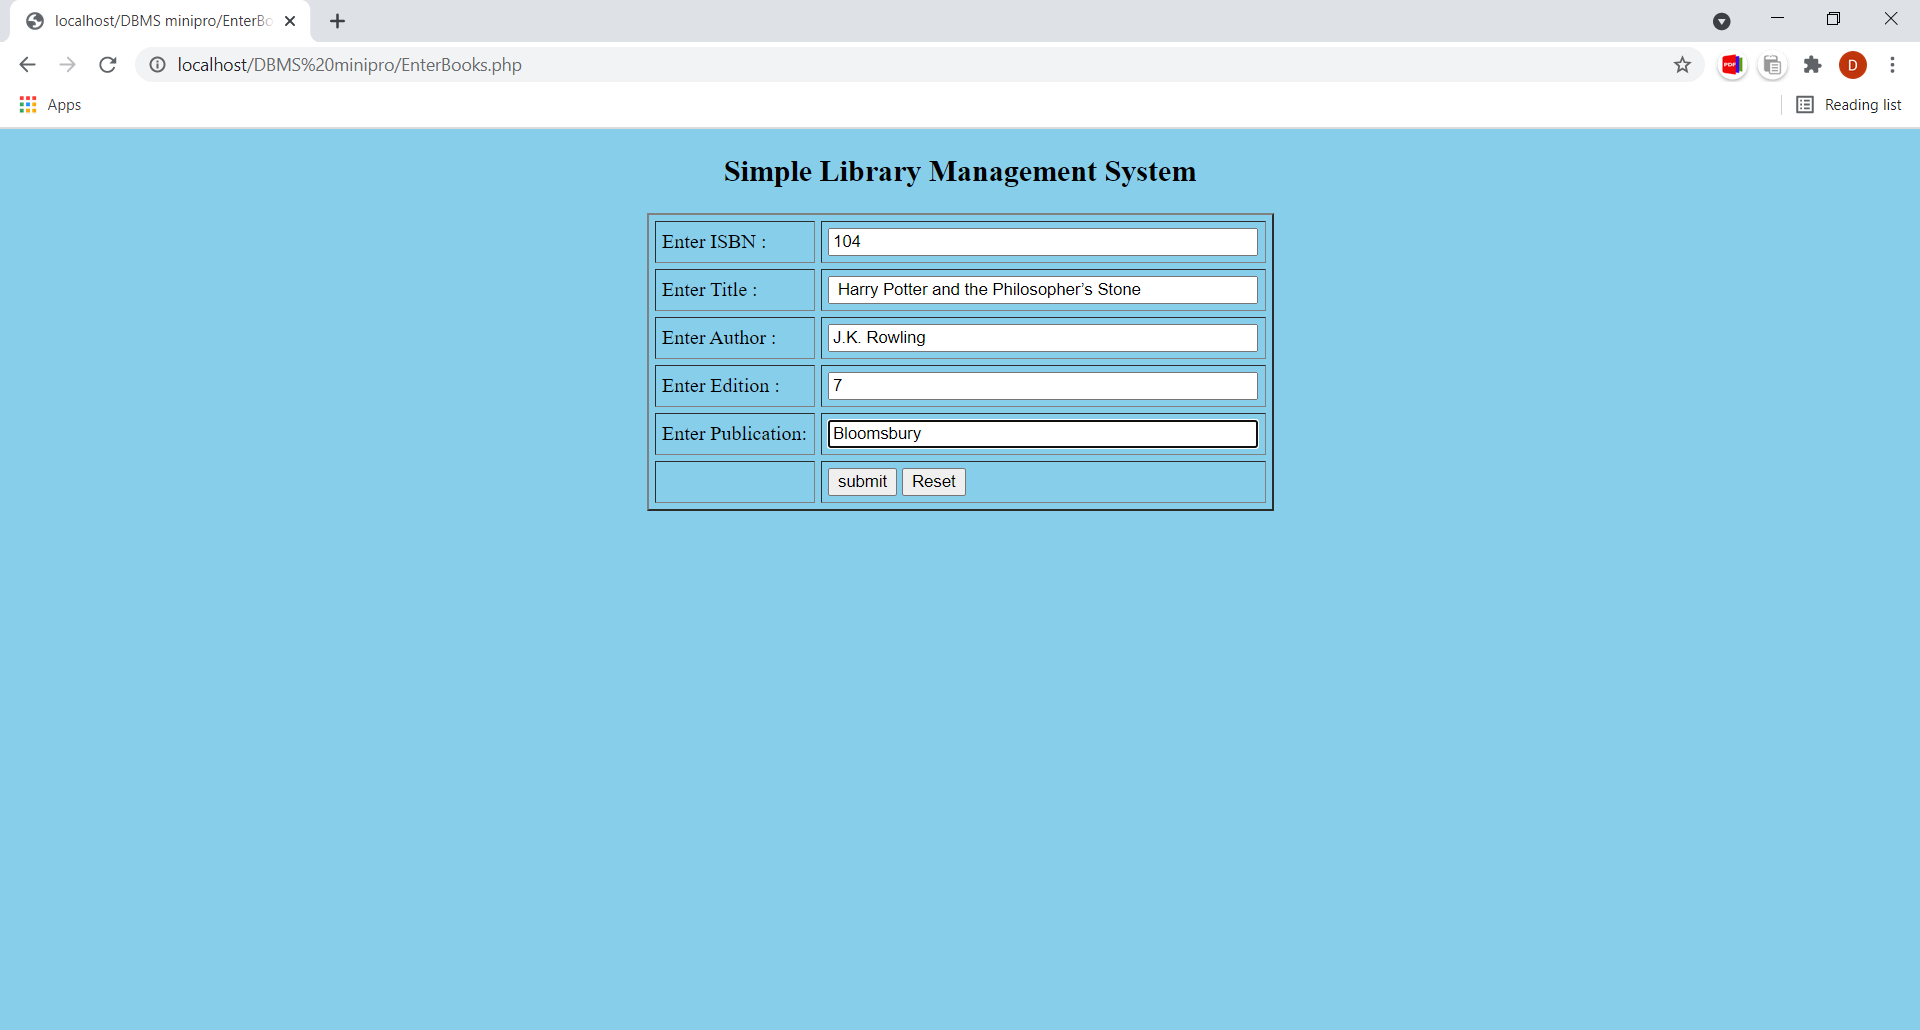 localhost/DBMS minipro/EnterBo
localhost/DBMS%20minipro/EnterBooks.php
PDF
D
Apps
Reading list
Simple Library Management System
Enter ISBN : 104
Enter Title : Harry Potter and the Philosopher’s Stone
Enter Author : J.K. Rowling
Enter Edition : 7
Enter Publication: Bloomsbury
submit Reset